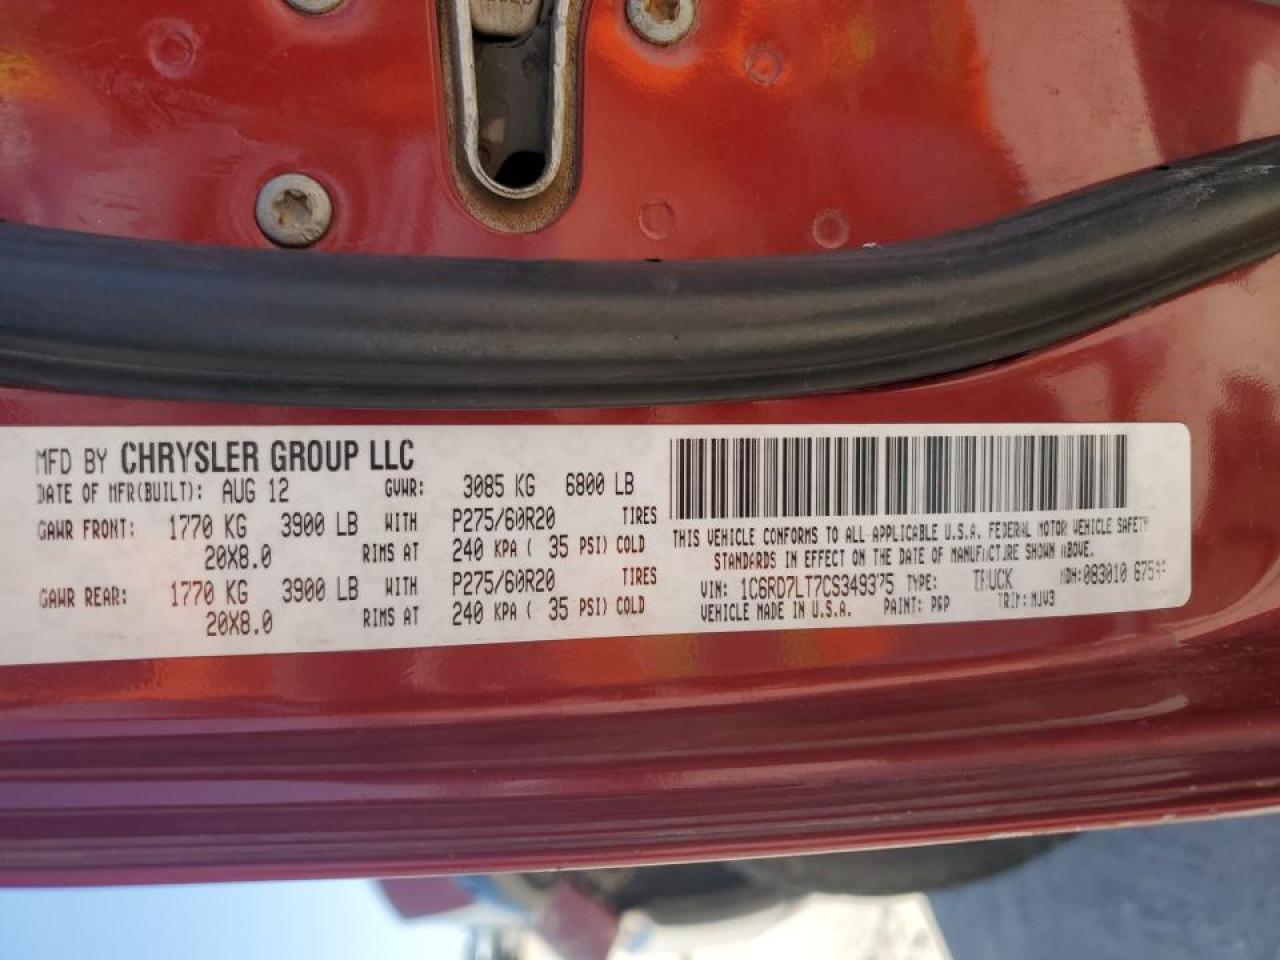 MFD BY CHRYSLER GROUP LLC
DATE OF MFR(BUILT): AUG 12 GVWR: 3085 KG 6800 LB
GAWR FRONT: 1770 KG 3900 LB WITH P275/60R20 TIRES
20X8.0 RIMS AT 240 KPA ( 35 PSI) COLD
GAWR REAR: 1770 KG 3900 LB WITH P275/60R20 TIRES
20X8.0 RIMS AT 240 KPA ( 35 PSI) COLD
THIS VEHICLE CONFORMS TO ALL APPLICABLE U.S.A. FEDERAL MOTOR VEHICLE SAFETY
STANDARDS IN EFFECT ON THE DATE OF MANUFACTURE SHOWN ABOVE.
VIN: 1C6RD7LT7CS349375 TYPE: TRUCK MDH: 083010
VEHICLE MADE IN U.S.A. PAINT: PRP TRIM: MJV3